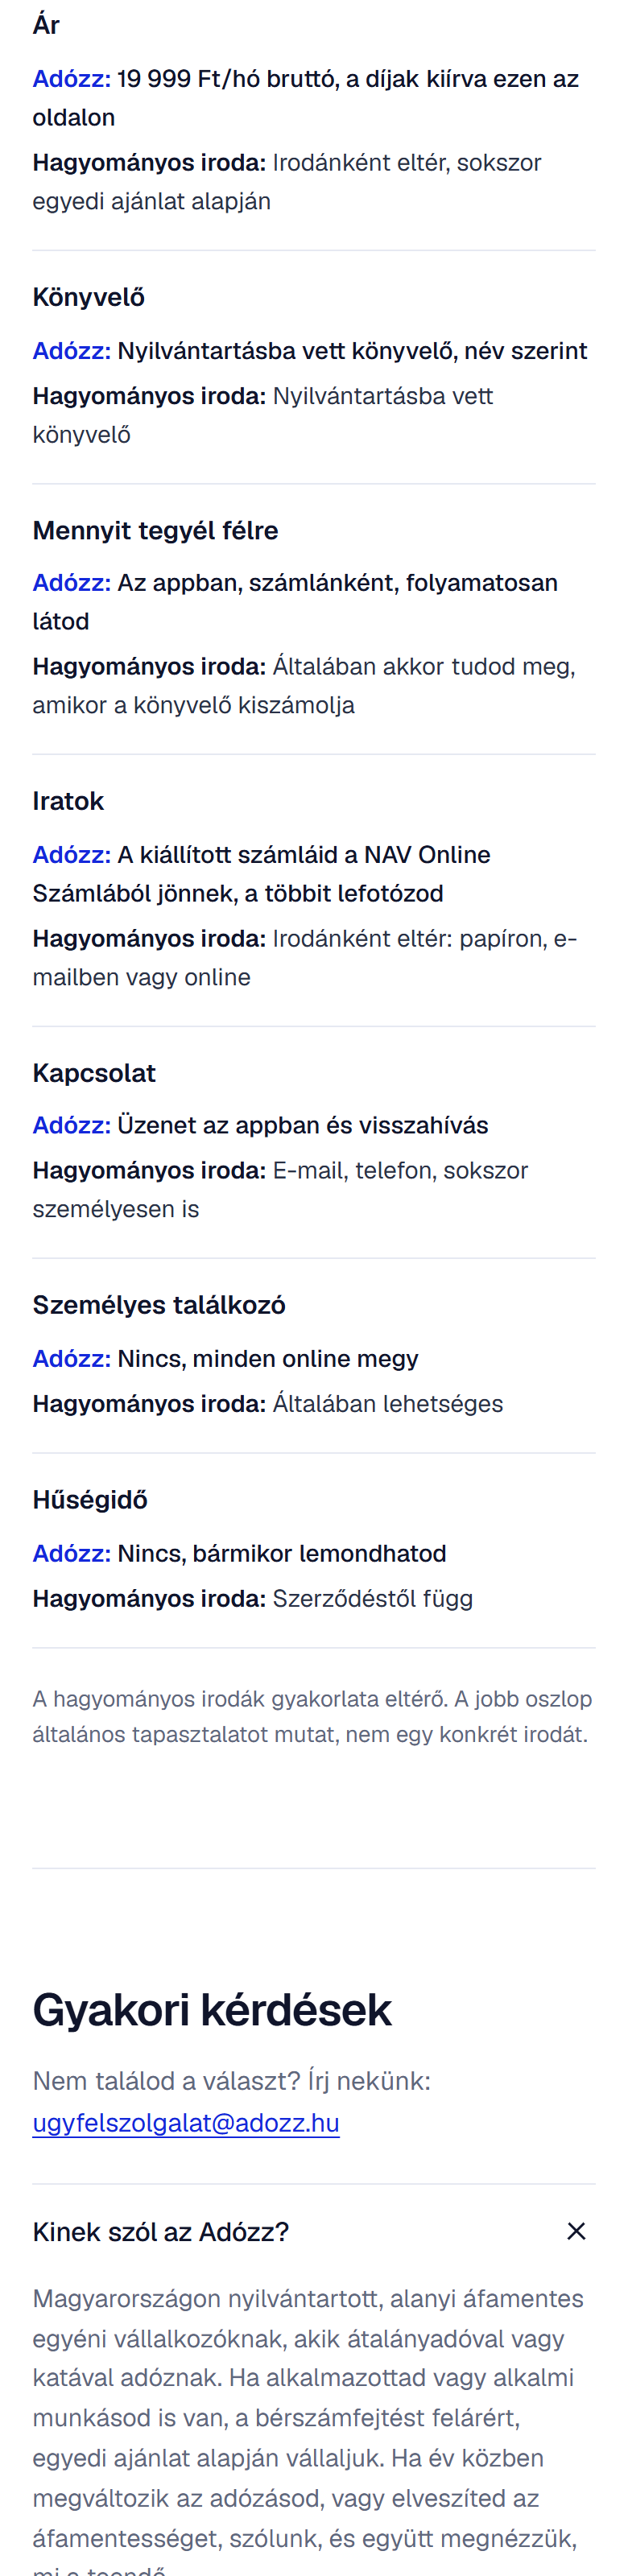 Ár
Adózz: 19 999 Ft/hó bruttó, a díjak kiírva ezen az
oldalon
Hagyományos iroda: Irodánként eltér, sokszor
egyedi ajánlat alapján
Könyvelő
Adózz: Nyilvántartásba vett könyvelő, név szerint
Hagyományos iroda: Nyilvántartásba vett
könyvelő
Mennyit tegyél félre
Adózz: Az appban, számlánként, folyamatosan
látod
Hagyományos iroda: Általában akkor tudod meg,
amikor a könyvelő kiszámolja
Iratok
Adózz: A kiállított számláid a NAV Online
Számlából jönnek, a többit lefotózod
Hagyományos iroda: Irodánként eltér: papíron, e-
mailben vagy online
Kapcsolat
Adózz: Üzenet az appban és visszahívás
Hagyományos iroda: E-mail, telefon, sokszor
személyesen is
Személyes találkozó
Adózz: Nincs, minden online megy
Hagyományos iroda: Általában lehetséges
Hűségidő
Adózz: Nincs, bármikor lemondhatod
Hagyományos iroda: Szerződéstől függ
A hagyományos irodák gyakorlata eltérő. A jobb oszlop
általános tapasztalatot mutat, nem egy konkrét irodát.
Gyakori kérdések
Nem találod a választ? Írj nekünk:
ugyfelszolgalat@adozz.hu
Kinek szól az Adózz?
Magyarországon nyilvántartott, alanyi áfamentes
egyéni vállalkozóknak, akik átalányadóval vagy
katával adóznak. Ha alkalmazottad vagy alkalmi
munkásod is van, a bérszámfejtést felárért,
egyedi ajánlat alapján vállaljuk. Ha év közben
megváltozik az adózásod, vagy elveszíted az
áfamentességet, szólunk, és együtt megnézzük,